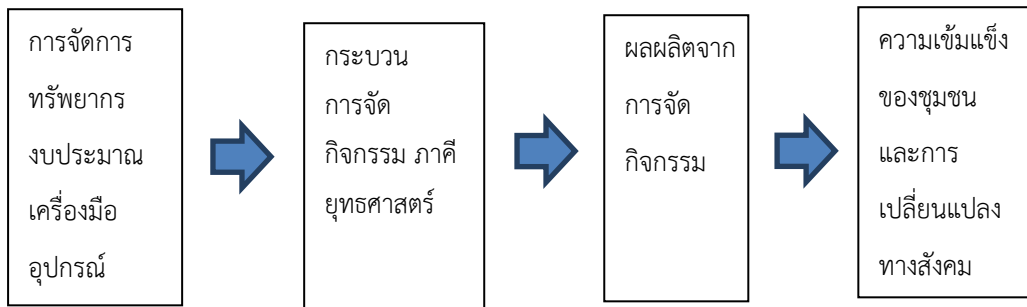 การจัดการ
ทรัพยากร
งบประมาณ
เครื่องมือ
อุปกรณ์
กระบวน
การจัด
กิจกรรม ภาคี
ยุทธศาสตร์
ผลผลิตจาก
การจัด
กิจกรรม
ความเข้มแข็ง
ของชุมชน
และการ
เปลี่ยนแปลง
ทางสังคม